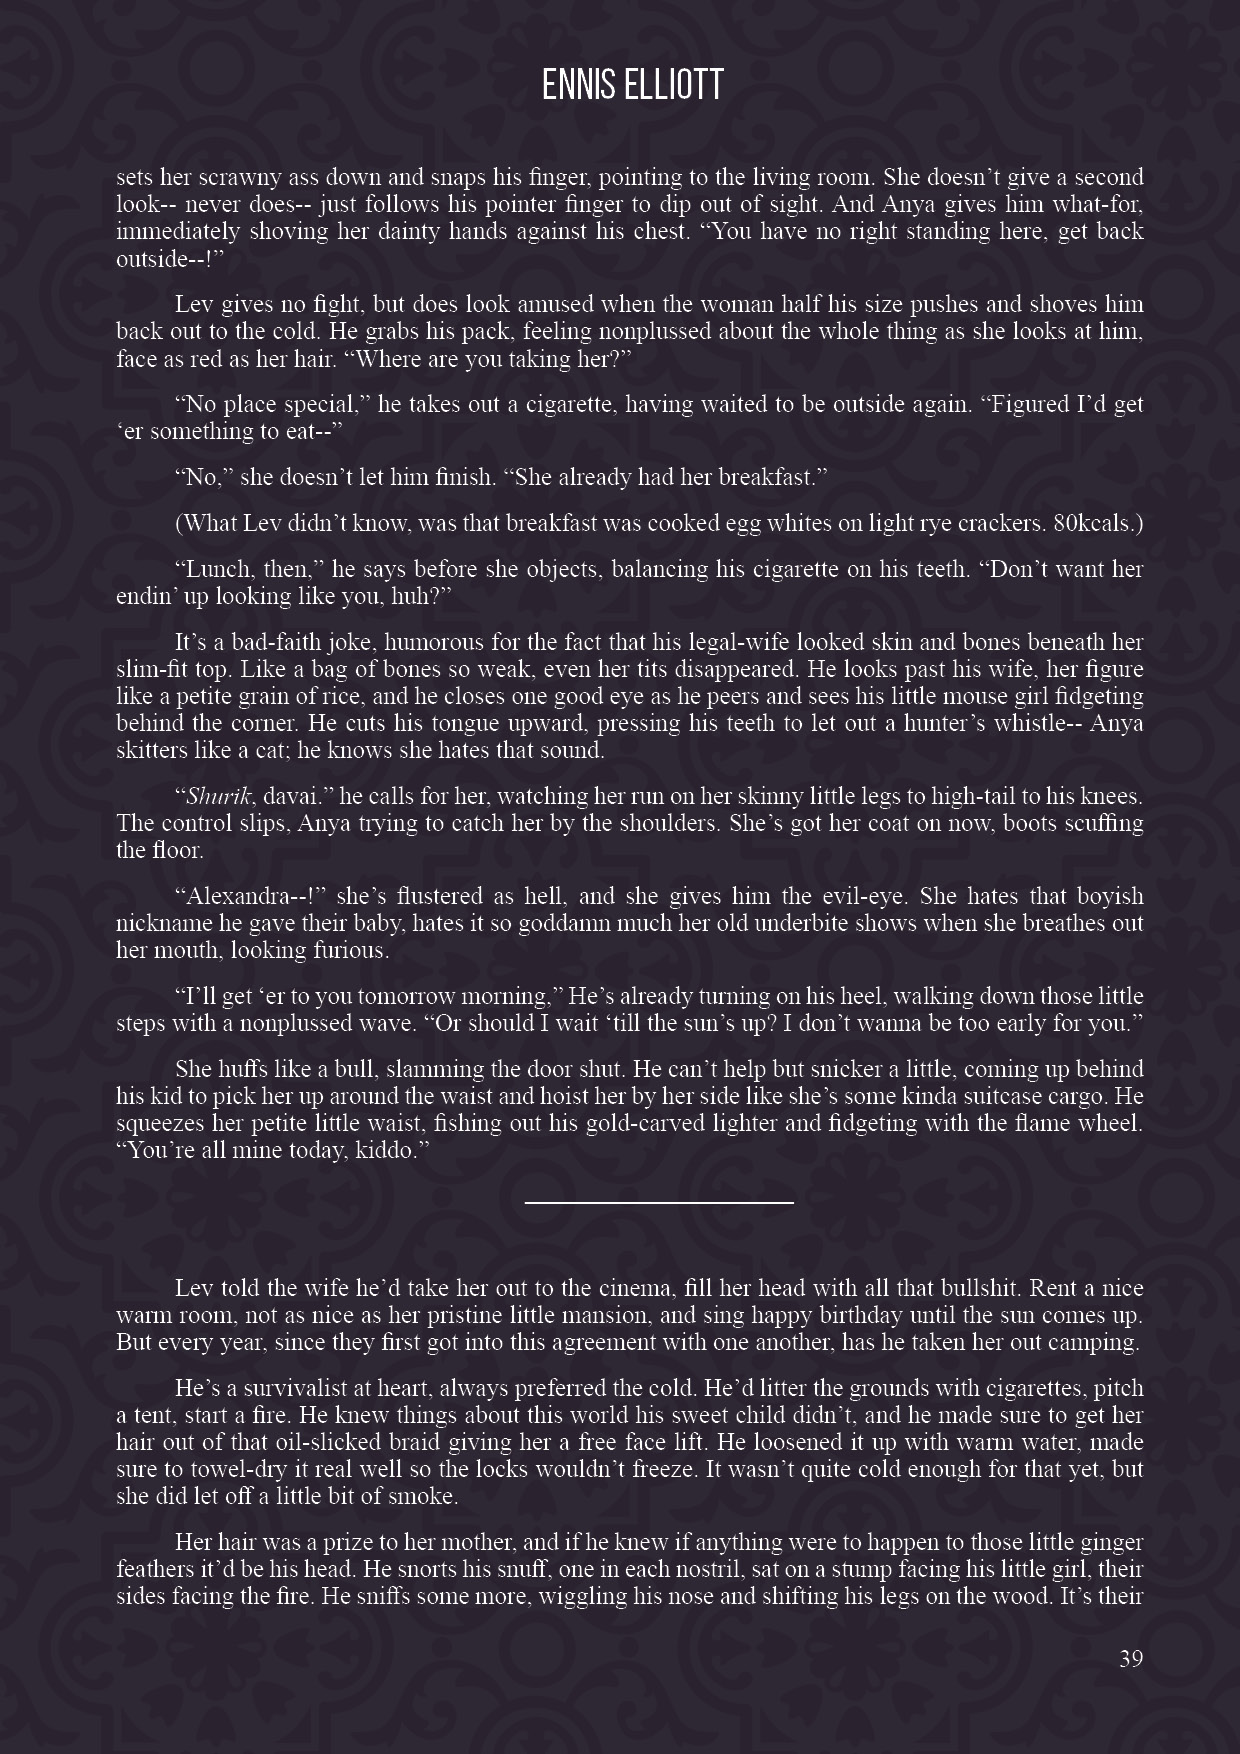 ENNIS ELLIOTT
sets her scrawny ass down and snaps his finger, pointing to the living room. She doesn’t give a second
look-- never does-- just follows his pointer finger to dip out of sight. And Anya gives him what-for,
immediately shoving her dainty hands against his chest. “You have no right standing here, get back
outside--!”
Lev gives no fight, but does look amused when the woman half his size pushes and shoves him
back out to the cold. He grabs his pack, feeling nonplussed about the whole thing as she looks at him,
face as red as her hair. “Where are you taking her?”
“No place special,” he takes out a cigarette, having waited to be outside again. “Figured I’d get
‘er something to eat--”
“No,” she doesn’t let him finish. “She already had her breakfast.”
(What Lev didn’t know, was that breakfast was cooked egg whites on light rye crackers. 80kcals.)
“Lunch, then,” he says before she objects, balancing his cigarette on his teeth. “Don’t want her
endin’ up looking like you, huh?”
It’s a bad-faith joke, humorous for the fact that his legal-wife looked skin and bones beneath her
slim-fit top. Like a bag of bones so weak, even her tits disappeared. He looks past his wife, her figure
like a petite grain of rice, and he closes one good eye as he peers and sees his little mouse girl fidgeting
behind the corner. He cuts his tongue upward, pressing his teeth to let out a hunter’s whistle-- Anya
skitters like a cat; he knows she hates that sound.
“Shurik, davai.” he calls for her, watching her run on her skinny little legs to high-tail to his knees.
The control slips, Anya trying to catch her by the shoulders. She’s got her coat on now, boots scuffing
the floor.
“Alexandra--!” she’s flustered as hell, and she gives him the evil-eye. She hates that boyish
nickname he gave their baby, hates it so goddamn much her old underbite shows when she breathes out
her mouth, looking furious.
“I’ll get ‘er to you tomorrow morning,” He’s already turning on his heel, walking down those little
steps with a nonplussed wave. “Or should I wait ‘till the sun’s up? I don’t wanna be too early for you.”
She huffs like a bull, slamming the door shut. He can’t help but snicker a little, coming up behind
his kid to pick her up around the waist and hoist her by her side like she’s some kinda suitcase cargo. He
squeezes her petite little waist, fishing out his gold-carved lighter and fidgeting with the flame wheel.
“You’re all mine today, kiddo.”
Lev told the wife he’d take her out to the cinema, fill her head with all that bullshit. Rent a nice
warm room, not as nice as her pristine little mansion, and sing happy birthday until the sun comes up.
But every year, since they first got into this agreement with one another, has he taken her out camping.
He’s a survivalist at heart, always preferred the cold. He’d litter the grounds with cigarettes, pitch
a tent, start a fire. He knew things about this world his sweet child didn’t, and he made sure to get her
hair out of that oil-slicked braid giving her a free face lift. He loosened it up with warm water, made
sure to towel-dry it real well so the locks wouldn’t freeze. It wasn’t quite cold enough for that yet, but
she did let off a little bit of smoke.
Her hair was a prize to her mother, and if he knew if anything were to happen to those little ginger
feathers it’d be his head. He snorts his snuff, one in each nostril, sat on a stump facing his little girl, their
sides facing the fire. He sniffs some more, wiggling his nose and shifting his legs on the wood. It’s their
39